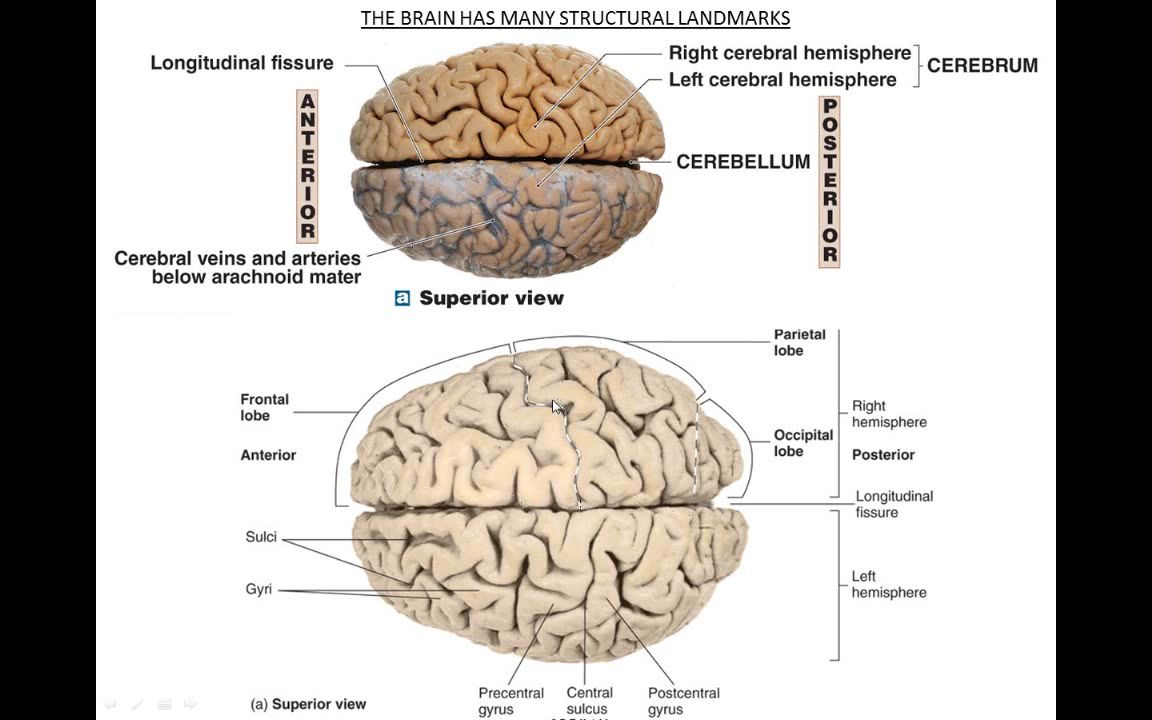 THE BRAIN HAS MANY STRUCTURAL LANDMARKS
Longitudinal fissure
Right cerebral hemisphere
Left cerebral hemisphere
CEREBRUM
ANTERIOR
POSTERIOR
CEREBELLUM
Cerebral veins and arteries
below arachnoid mater
a Superior view
Parietal
lobe
Frontal
lobe
Right
hemisphere
Anterior
Occipital
lobe
Posterior
Longitudinal
fissure
Sulci
Gyri
Left
hemisphere
Precentral
gyrus
Central
sulcus
Postcentral
gyrus
(a) Superior view